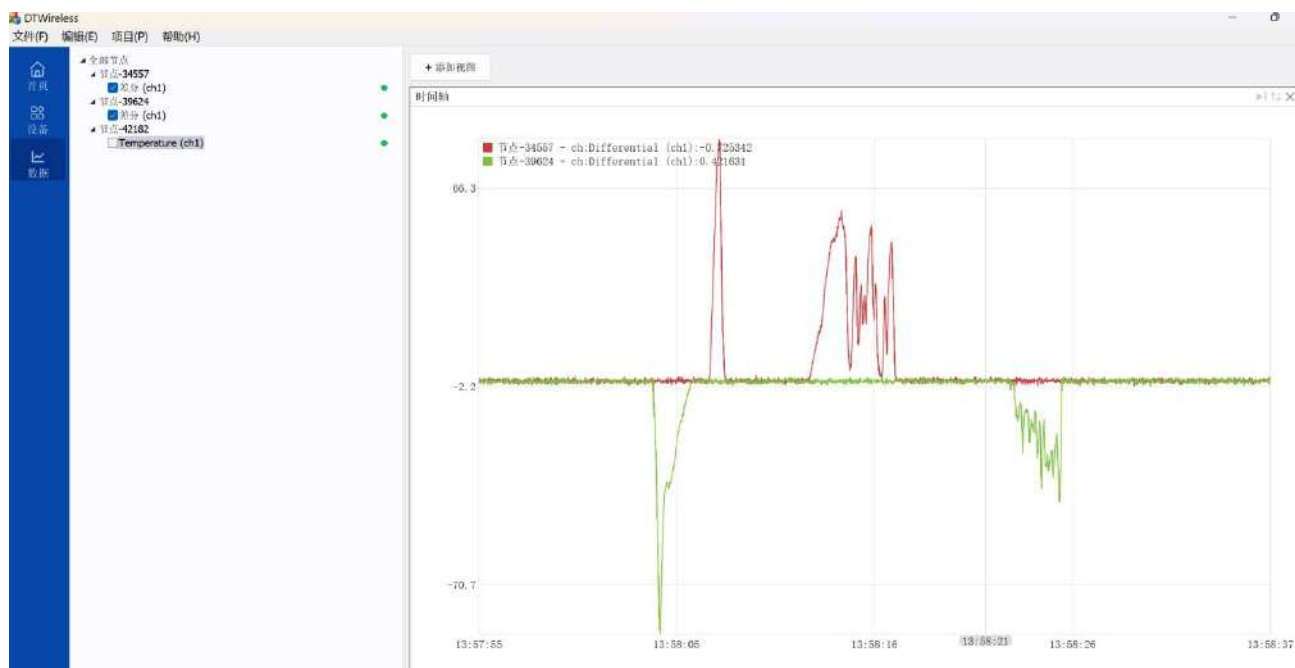 DTWireless
文件(F) 编辑(E) 项目(P) 帮助(H)
首页
设备
数据
全部节点
节点-34557
差分 (ch1)
节点-39624
差分 (ch1)
节点-42182
Temperature (ch1)
+ 添加视图
时间轴
节点-34557 - ch:Differential (ch1):-0.725342
节点-39624 - ch:Differential (ch1):0.421631
66.3
-2.2
-70.7
13:57:55 13:58:05 13:58:16 13:58:21 13:58:26 13:58:37